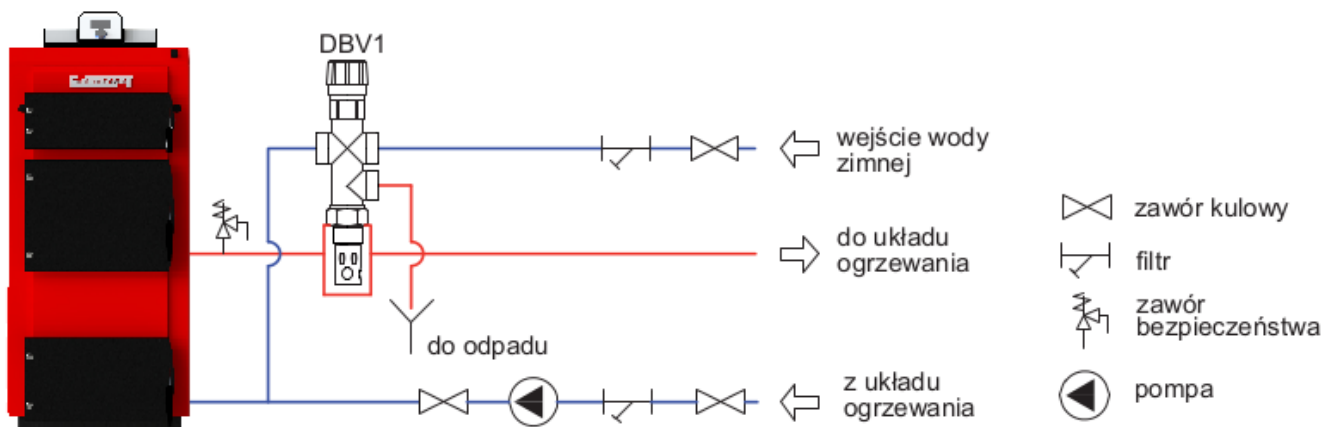 DBV1
wejście wody
zimnej
do układu
ogrzewania
do odpadu
z układu
ogrzewania
zawór kulowy
filtr
zawór
bezpieczeństwa
pompa